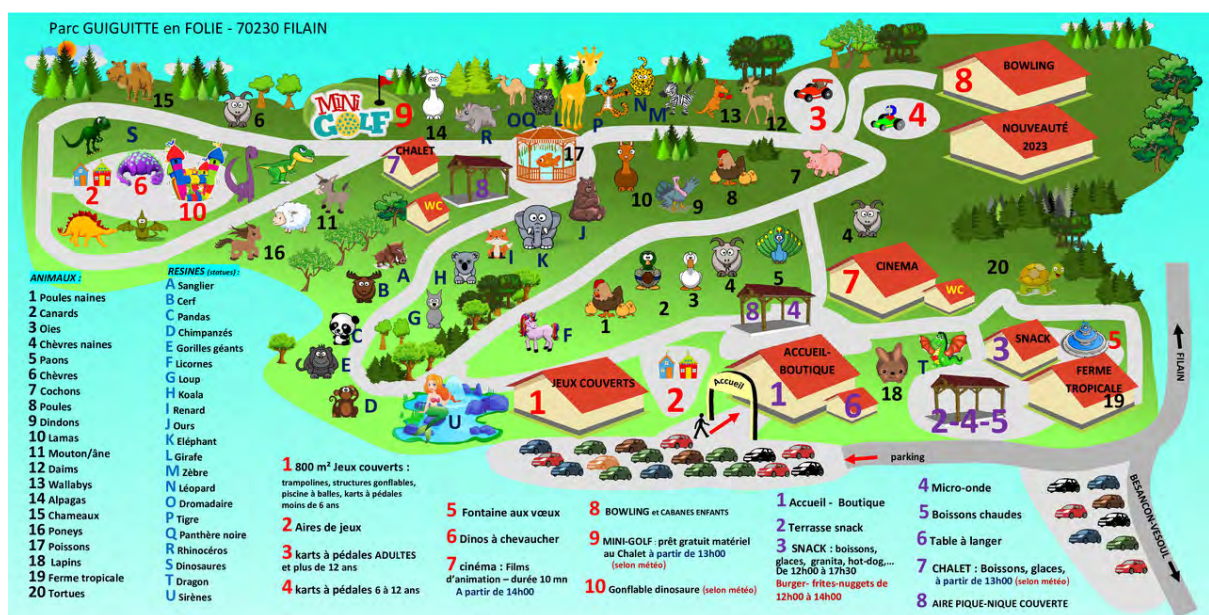 Parc GUIGUITTE en FOLIE - 70230 FILAIN
15
6
MiNi
GOLF
9
14
R
O
Q
L
P
N
M
13
12
3
4
8
BOWLING
NOUVEAUTÉ
2023
S
2
6
10
CHALET
7
8
17
WC
11
16
10
9
8
7
J
K
I
H
A
B
G
C
E
D
F
U
1
2
3
4
5
4
20
7
CINEMA
WC
8
4
JEUX COUVERTS
1
2
Accueil
ACCUEIL-
BOUTIQUE
1
6
18
T
3
SNACK
5
FERME
TROPICALE
19
2-4-5
parking
FILAIN
BESANCON-VESOUL
ANIMAUX :
1 Poules naines
2 Canards
3 Oies
4 Chèvres naines
5 Paons
6 Chèvres
7 Cochons
8 Poules
9 Dindons
10 Lamas
11 Mouton/âne
12 Daims
13 Wallabys
14 Alpagas
15 Chameaux
16 Poneys
17 Poissons
18 Lapins
19 Ferme tropicale
20 Tortues
RESINES (statues) :
A Sanglier
B Cerf
C Pandas
D Chimpanzés
E Gorilles géants
F Licornes
G Loup
H Koala
I Renard
J Ours
K Eléphant
L Girafe
M Zèbre
N Léopard
O Dromadaire
P Tigre
Q Panthère noire
R Rhinocéros
S Dinosaures
T Dragon
U Sirènes
1 800 m² Jeux couverts :
trampolines, structures gonflables,
piscine à balles, karts à pédales
moins de 6 ans
2 Aires de jeux
3 karts à pédales ADULTES
et plus de 12 ans
4 karts à pédales 6 à 12 ans
5 Fontaine aux vœux
6 Dinos à chevaucher
7 cinéma : Films
d'animation – durée 10 mn
A partir de 14h00
8 BOWLING et CABANES ENFANTS
9 MINI-GOLF : prêt gratuit matériel
au Chalet à partir de 13h00
(selon météo)
10 Gonflable dinosaure (selon météo)
1 Accueil - Boutique
2 Terrasse snack
3 SNACK : boissons,
glaces, granita, hot-dog,...
De 12h00 à 17h30
Burger- frites-nuggets de
12h00 à 14h00
4 Micro-onde
5 Boissons chaudes
6 Table à langer
7 CHALET : Boissons, glaces,
à partir de 13h00 (selon météo)
8 AIRE PIQUE-NIQUE COUVERTE